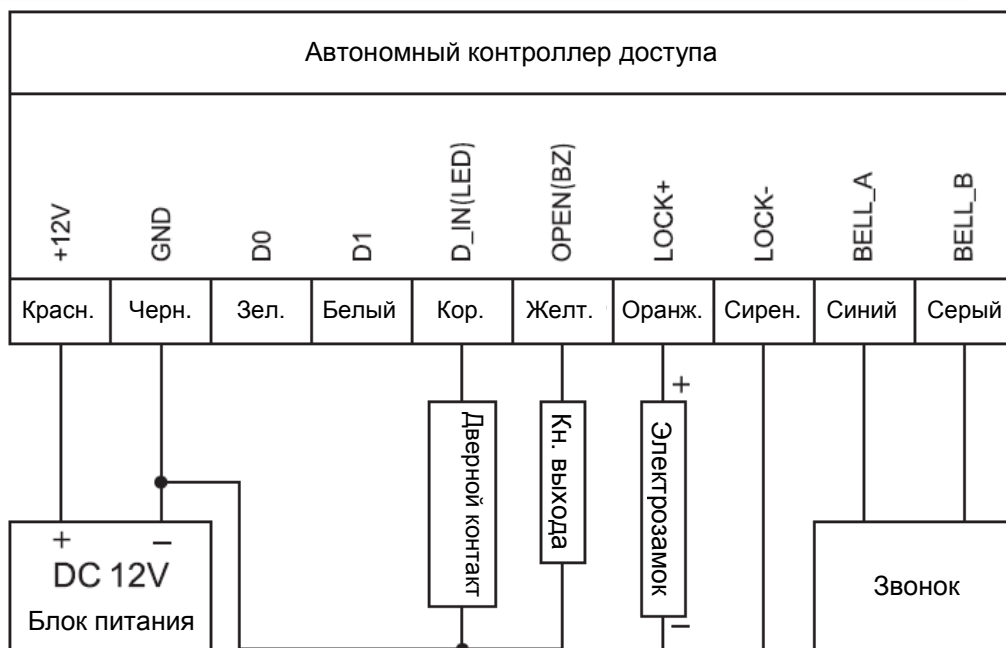 Автономный контроллер доступа
+12V
GND
D0
D1
D_IN(LED)
OPEN(BZ)
LOCK+
LOCK-
BELL_A
BELL_B
Красн.
Черн.
Зел.
Белый
Кор.
Желт.
Оранж.
Сирен.
Синий
Серый
+
−
DC 12V
Блок питания
Дверной контакт
Кн. выхода
+
Электрозамок
−
Звонок